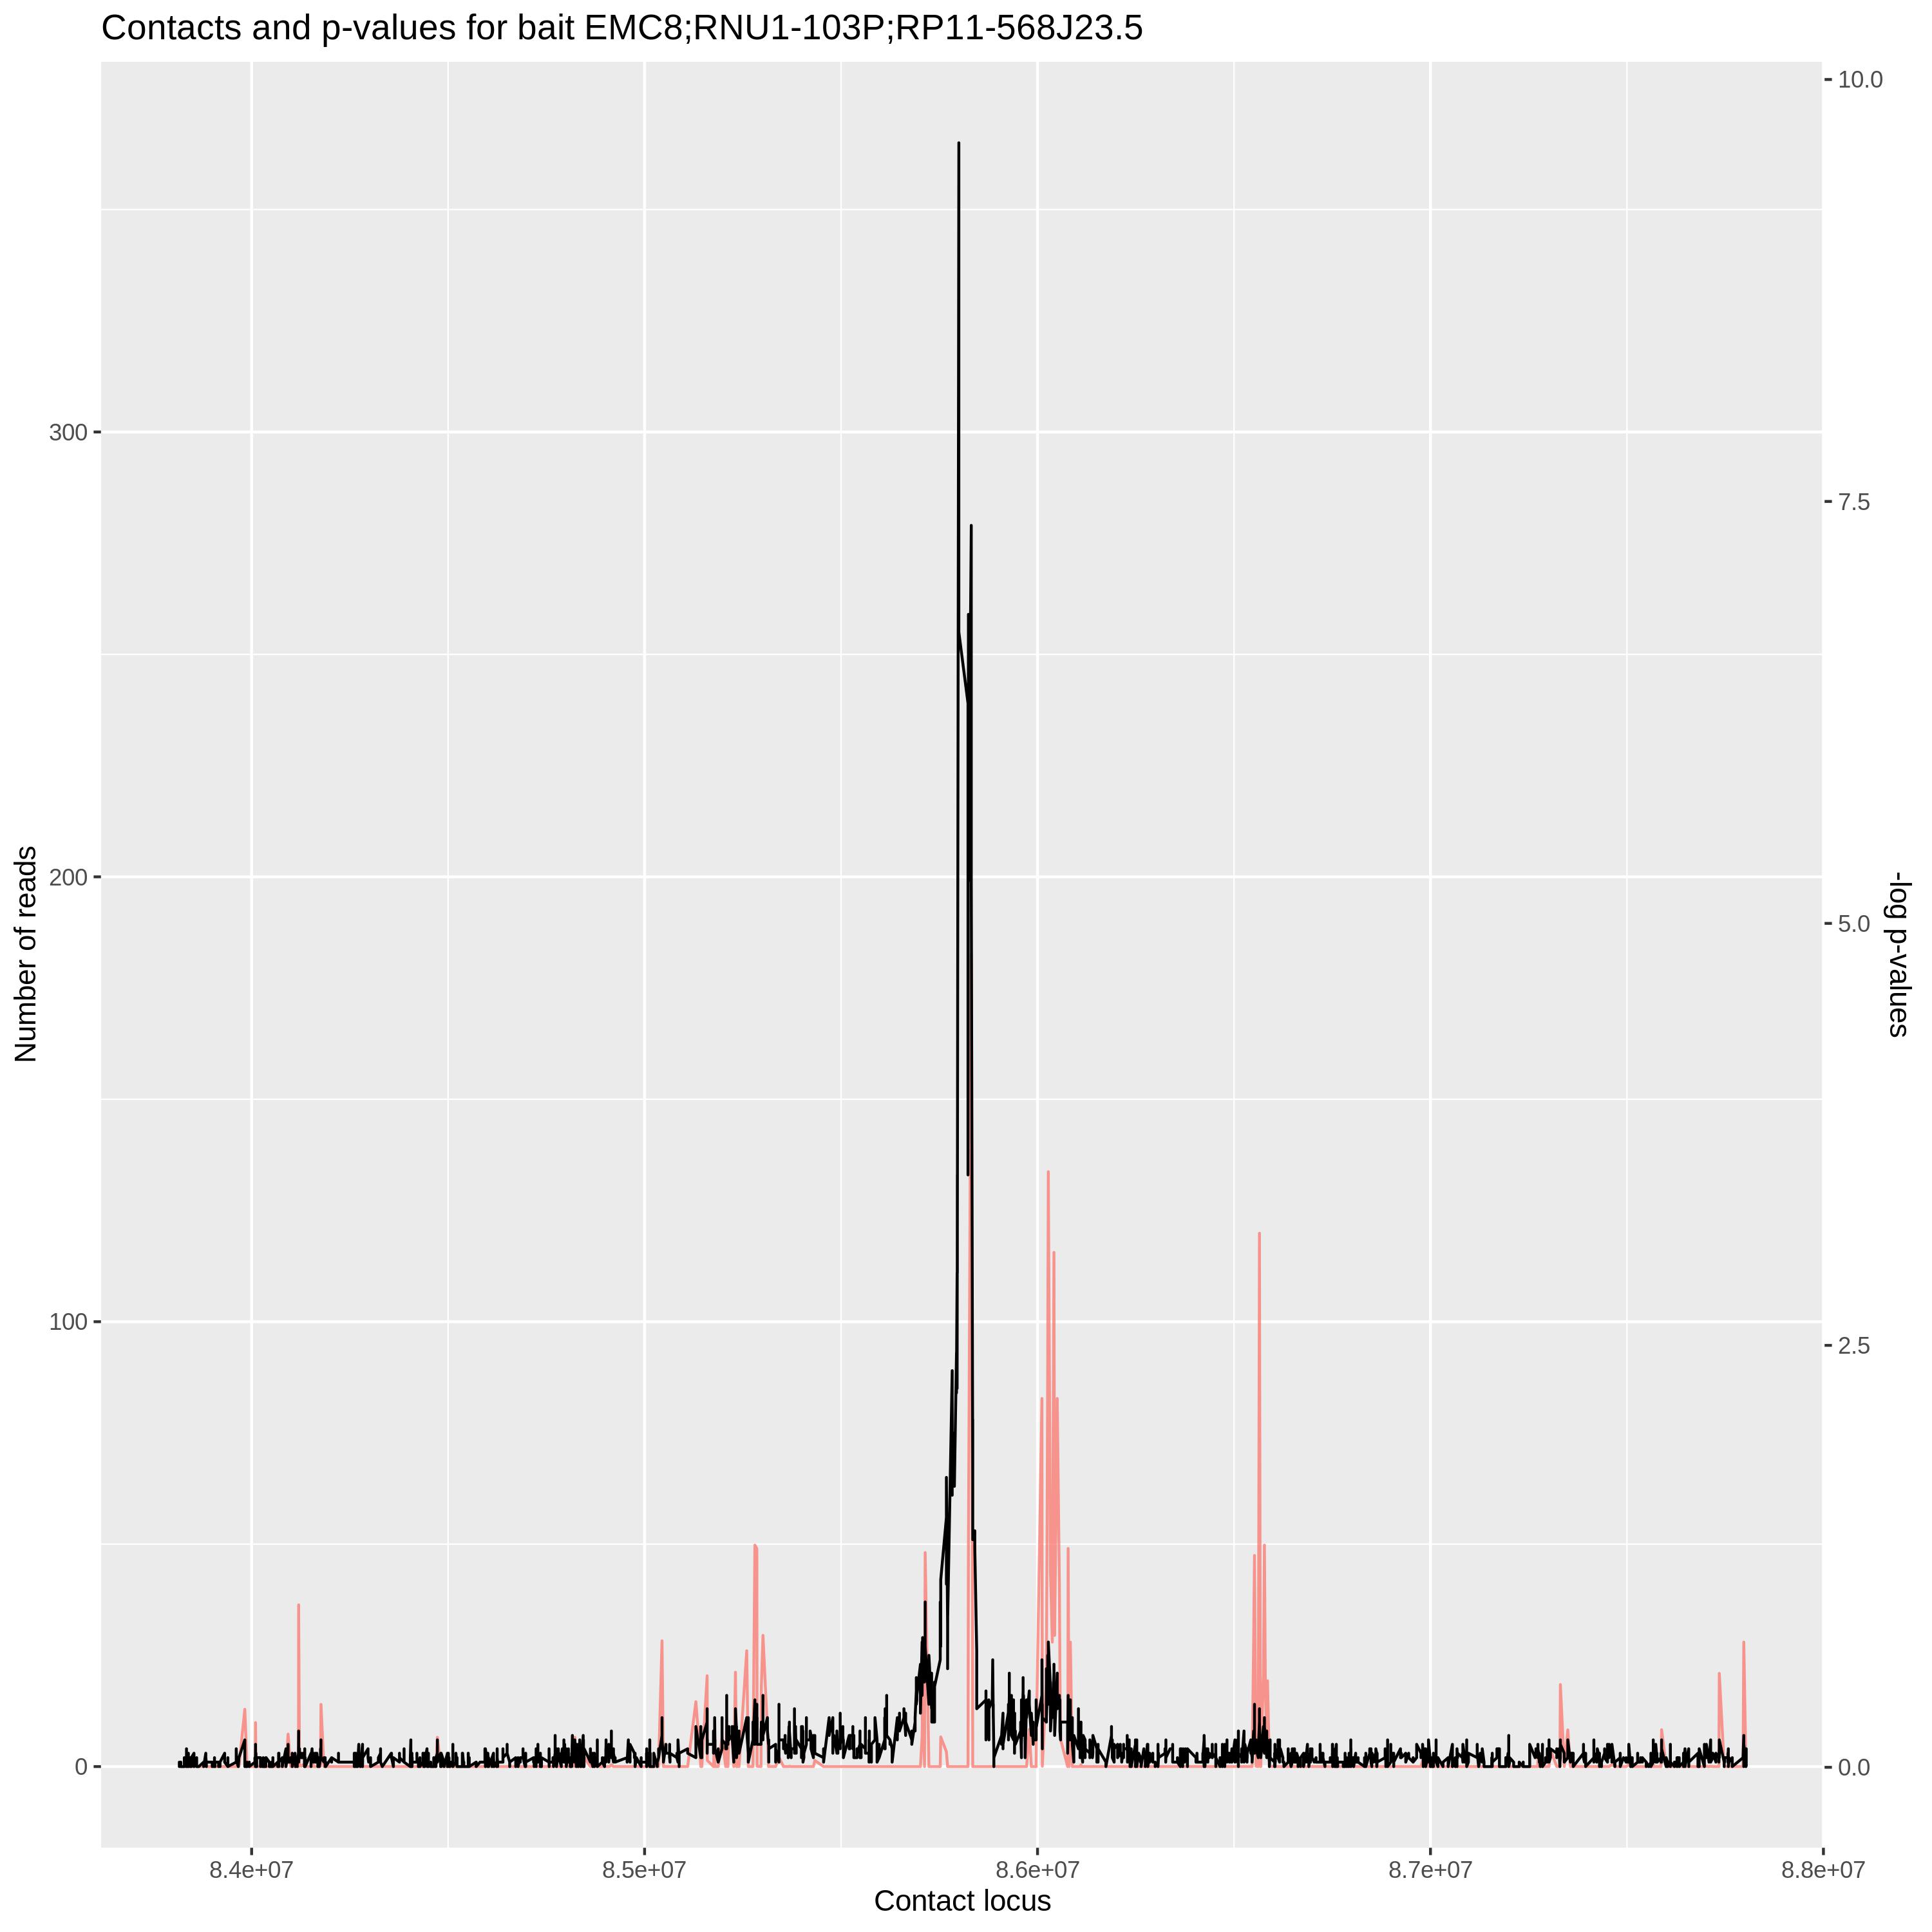 Contacts and p-values for bait EMC8;RNU1-103P;RP11-568J23.5
10.0
300
7.5
200
5.0
100
2.5
0
0.0
Number of reads
-log p-values
8.4e+07 8.5e+07 8.6e+07 8.7e+07 8.8e+07
Contact locus